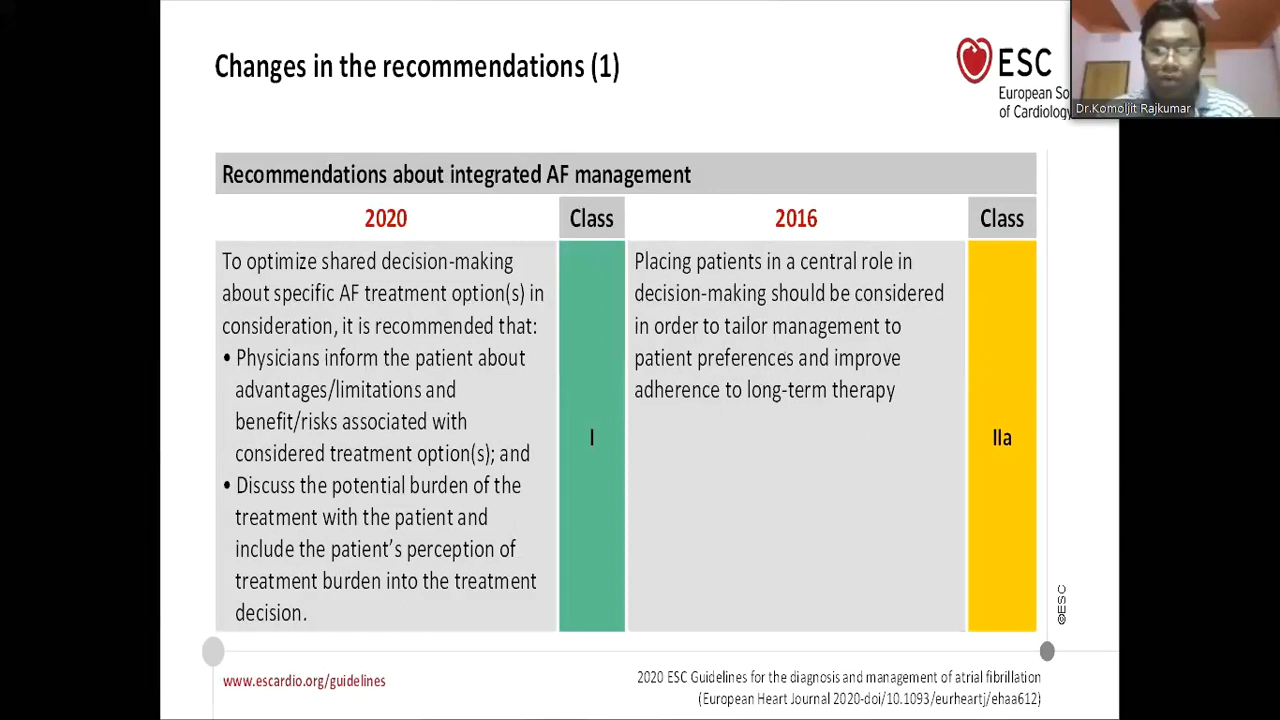 Changes in the recommendations (1)
ESC
European So
of Cardiology
Dr.Komoljit Rajkumar
Recommendations about integrated AF management
2020
Class
2016
Class
To optimize shared decision-making
about specific AF treatment option(s) in
consideration, it is recommended that:
• Physicians inform the patient about
advantages/limitations and
benefit/risks associated with
considered treatment option(s); and
• Discuss the potential burden of the
treatment with the patient and
include the patient’s perception of
treatment burden into the treatment
decision.
I
Placing patients in a central role in
decision-making should be considered
in order to tailor management to
patient preferences and improve
adherence to long-term therapy
IIa
©ESC
www.escardio.org/guidelines
2020 ESC Guidelines for the diagnosis and management of atrial fibrillation
(European Heart Journal 2020-doi/10.1093/eurheartj/ehaa612)